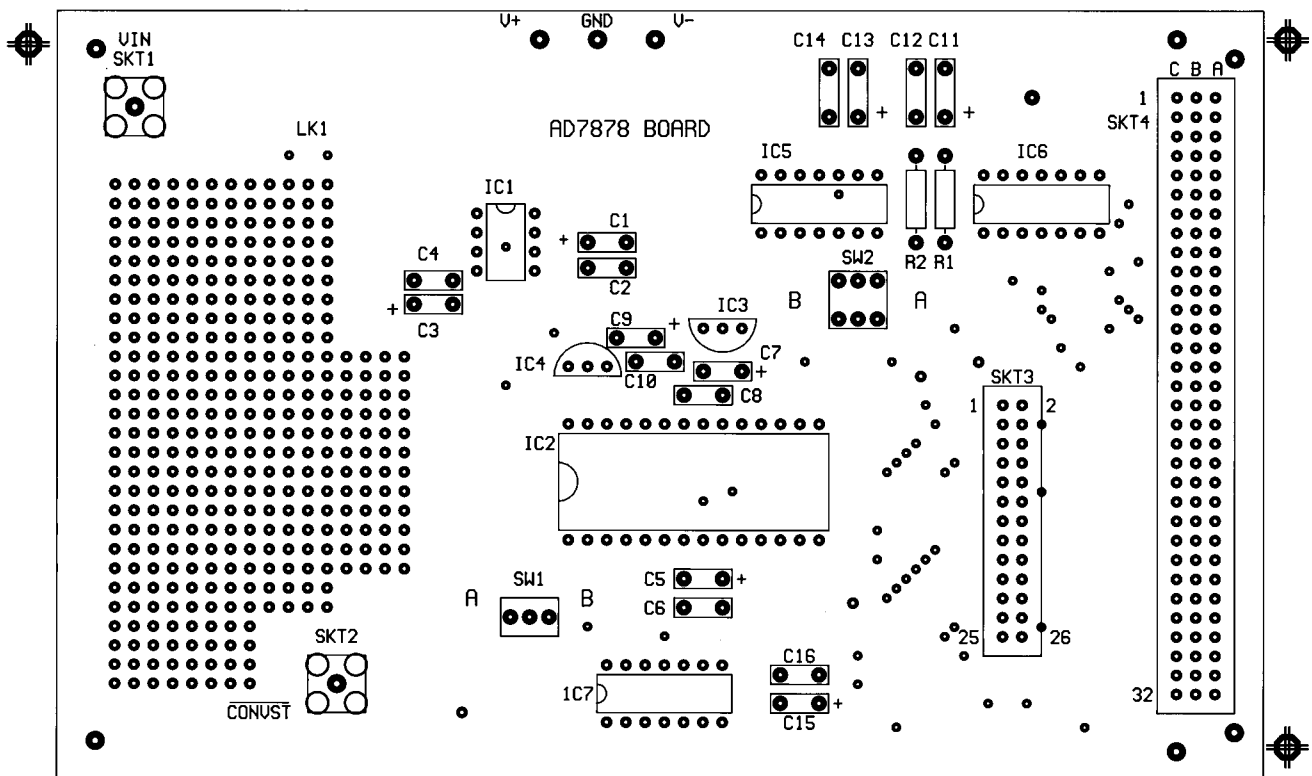 V+ GND V-
VIN
SKT1
C14 C13 C12 C11
+ +
C B A
1
SKT4
LK1
AD7878 BOARD
IC5
IC6
IC1
C1
+
C4
C2
R2 R1
SW2
B A
+
C3
C9
+
IC3
IC4
C10
C7
+
C8
SKT3
1 2
IC2
C5
+
SW1
A B
C6
SKT2
25 26
C16
1C7
CONVST
C15
+
32